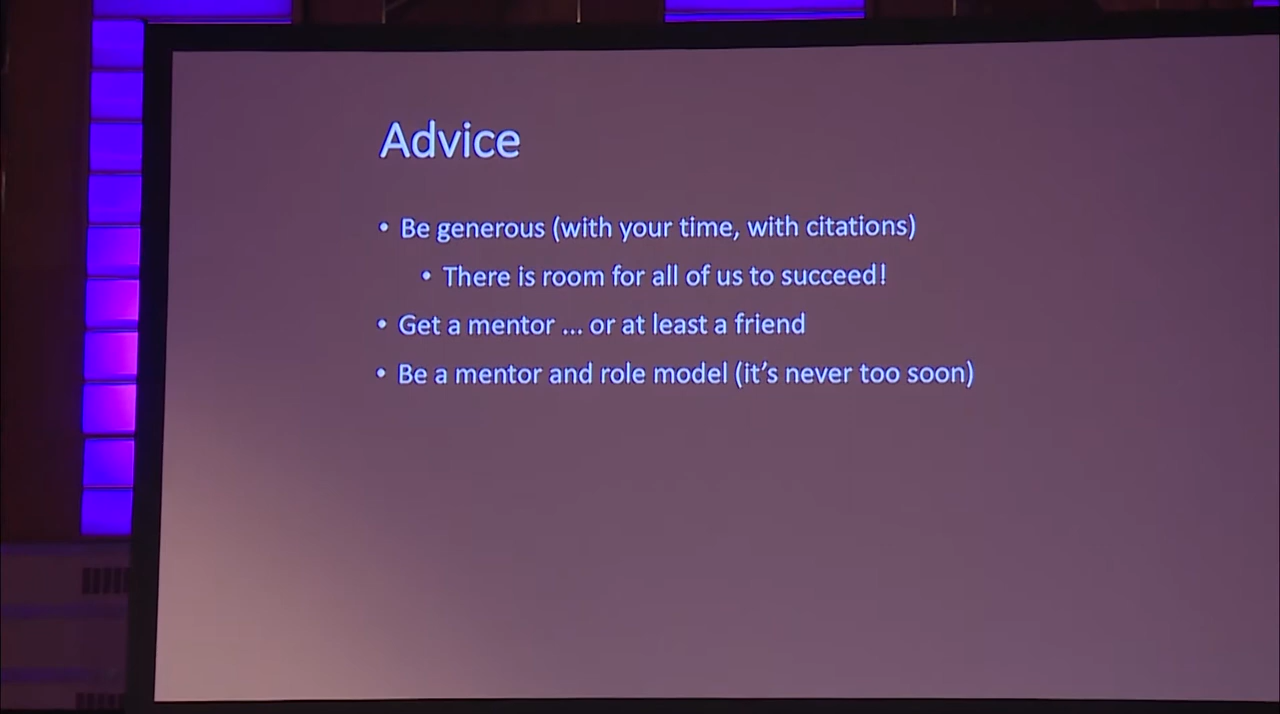 Advice
• Be generous (with your time, with citations)
• There is room for all of us to succeed!
• Get a mentor ... or at least a friend
• Be a mentor and role model (it's never too soon)